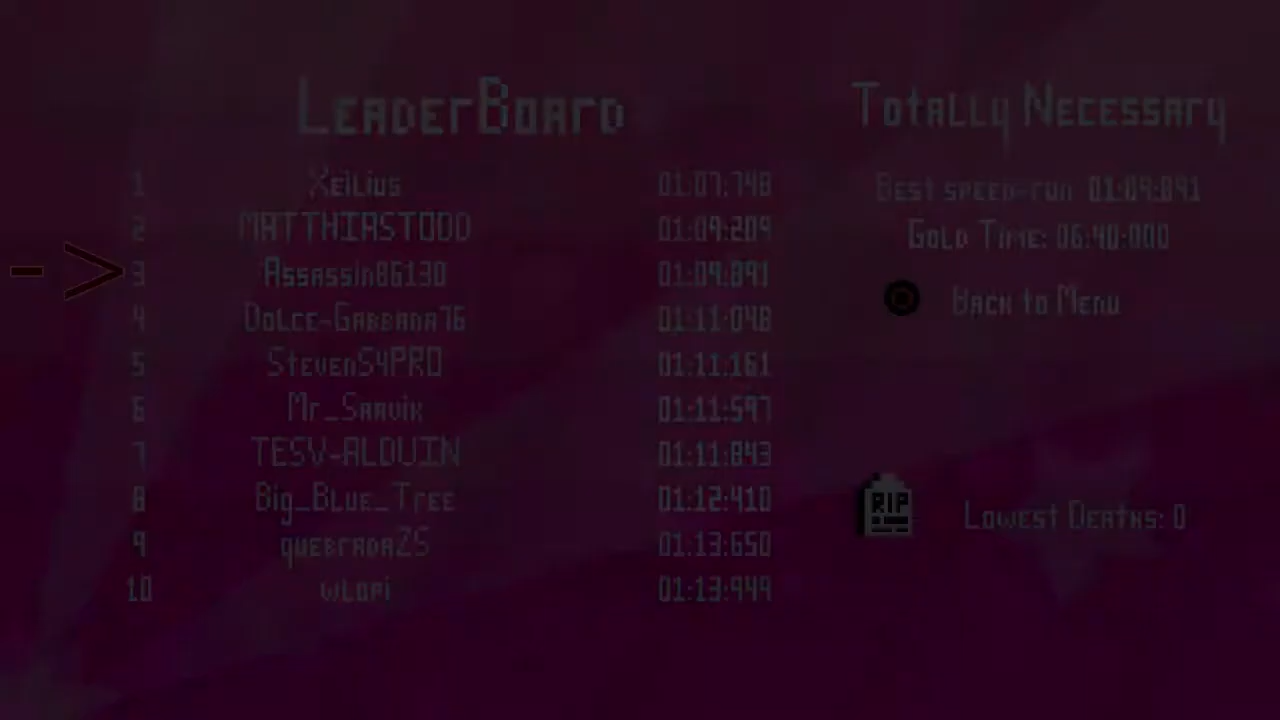 LeaderBoard
1 Xeilius 01:07:748
2 MATTHIASTODD 01:09:209
-> 3 Assassin86130 01:09:891
4 Dolce-Gabbana76 01:11:048
5 StevenS4PRO 01:11:161
6 Mr_Saavik 01:11:597
7 TESV-ALDUIN 01:11:843
8 Big_Blue_Tree 01:12:410
9 quebrada25 01:13:650
10 wlopi 01:13:949
Totally Necessary
Best speed-run 01:09:891
Gold Time: 06:40:000
Back to Menu
RIP
Lowest Deaths: 0